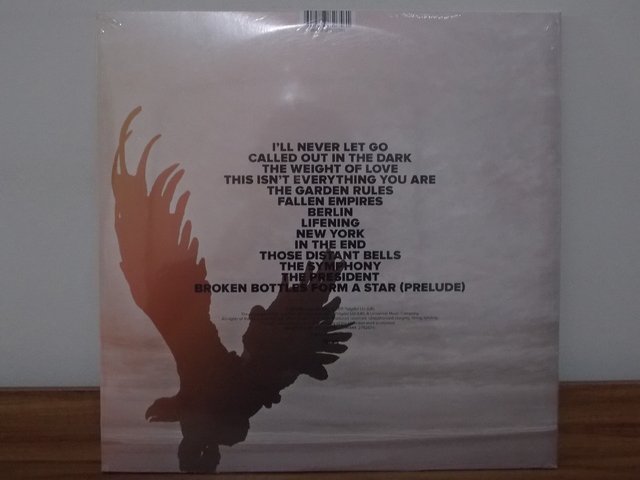 I'LL NEVER LET GO
CALLED OUT IN THE DARK
THE WEIGHT OF LOVE
THIS ISN'T EVERYTHING YOU ARE
THE GARDEN RULES
FALLEN EMPIRES
BERLIN
LIFENING
NEW YORK
IN THE END
THOSE DISTANT BELLS
THE SYMPHONY
THE PRESIDENT
BROKEN BOTTLES FORM A STAR (PRELUDE)